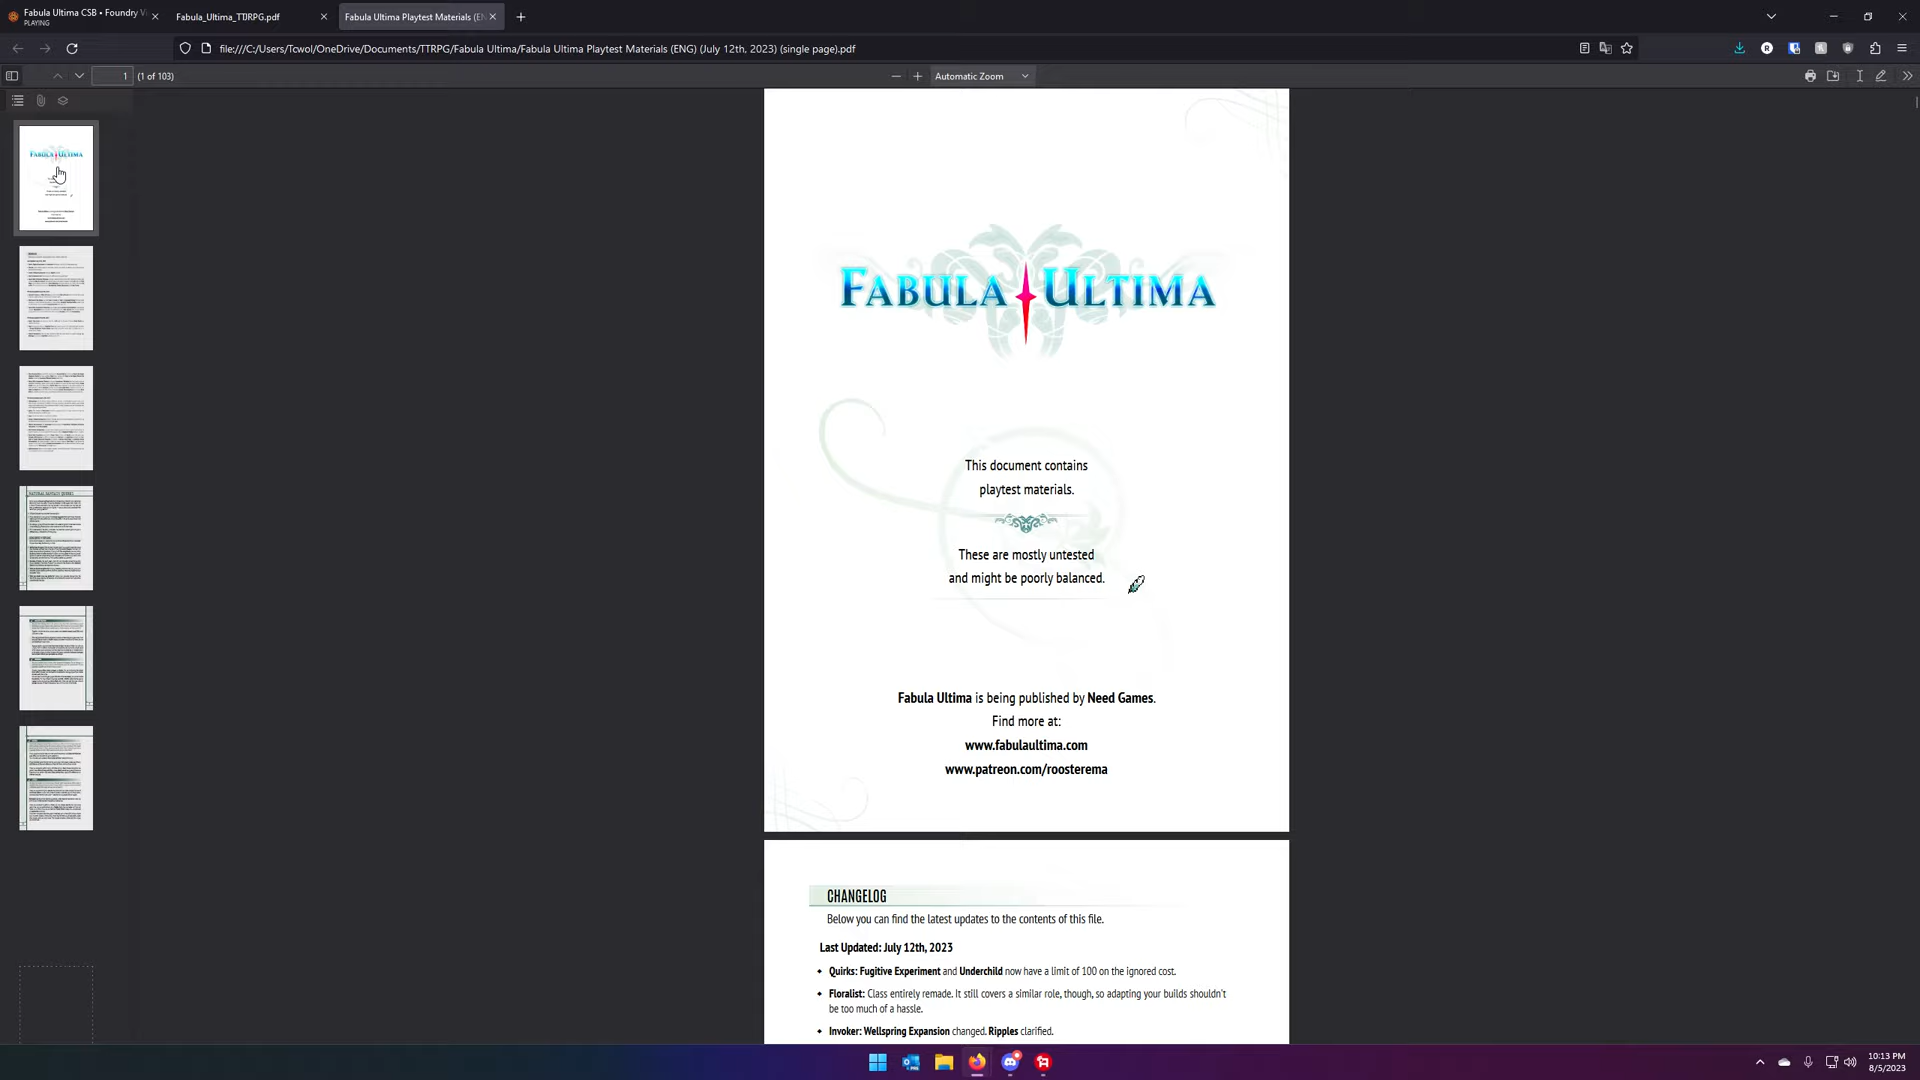 Fabula Ultima CSB • Foundry Vi
PLAYING
Fabula_Ultima_TTJRPG.pdf
Fabula Ultima Playtest Materials (EN
file:///C:/Users/Tcwol/OneDrive/Documents/TTRPG/Fabula Ultima/Fabula Ultima Playtest Materials (ENG) (July 12th, 2023) (single page).pdf
1 (1 of 103)
Automatic Zoom
FABULA ULTIMA
This document contains
playtest materials.
These are mostly untested
and might be poorly balanced.
Fabula Ultima is being published by Need Games.
Find more at:
www.fabulaultima.com
www.patreon.com/roosterema
CHANGELOG
Below you can find the latest updates to the contents of this file.
Last Updated: July 12th, 2023
Quirks: Fugitive Experiment and Underchild now have a limit of 100 on the ignored cost.
Floralist: Class entirely remade. It still covers a similar role, though, so adapting your builds shouldn't
be too much of a hassle.
Invoker: Wellspring Expansion changed. Ripples clarified.
10:13 PM
8/5/2023